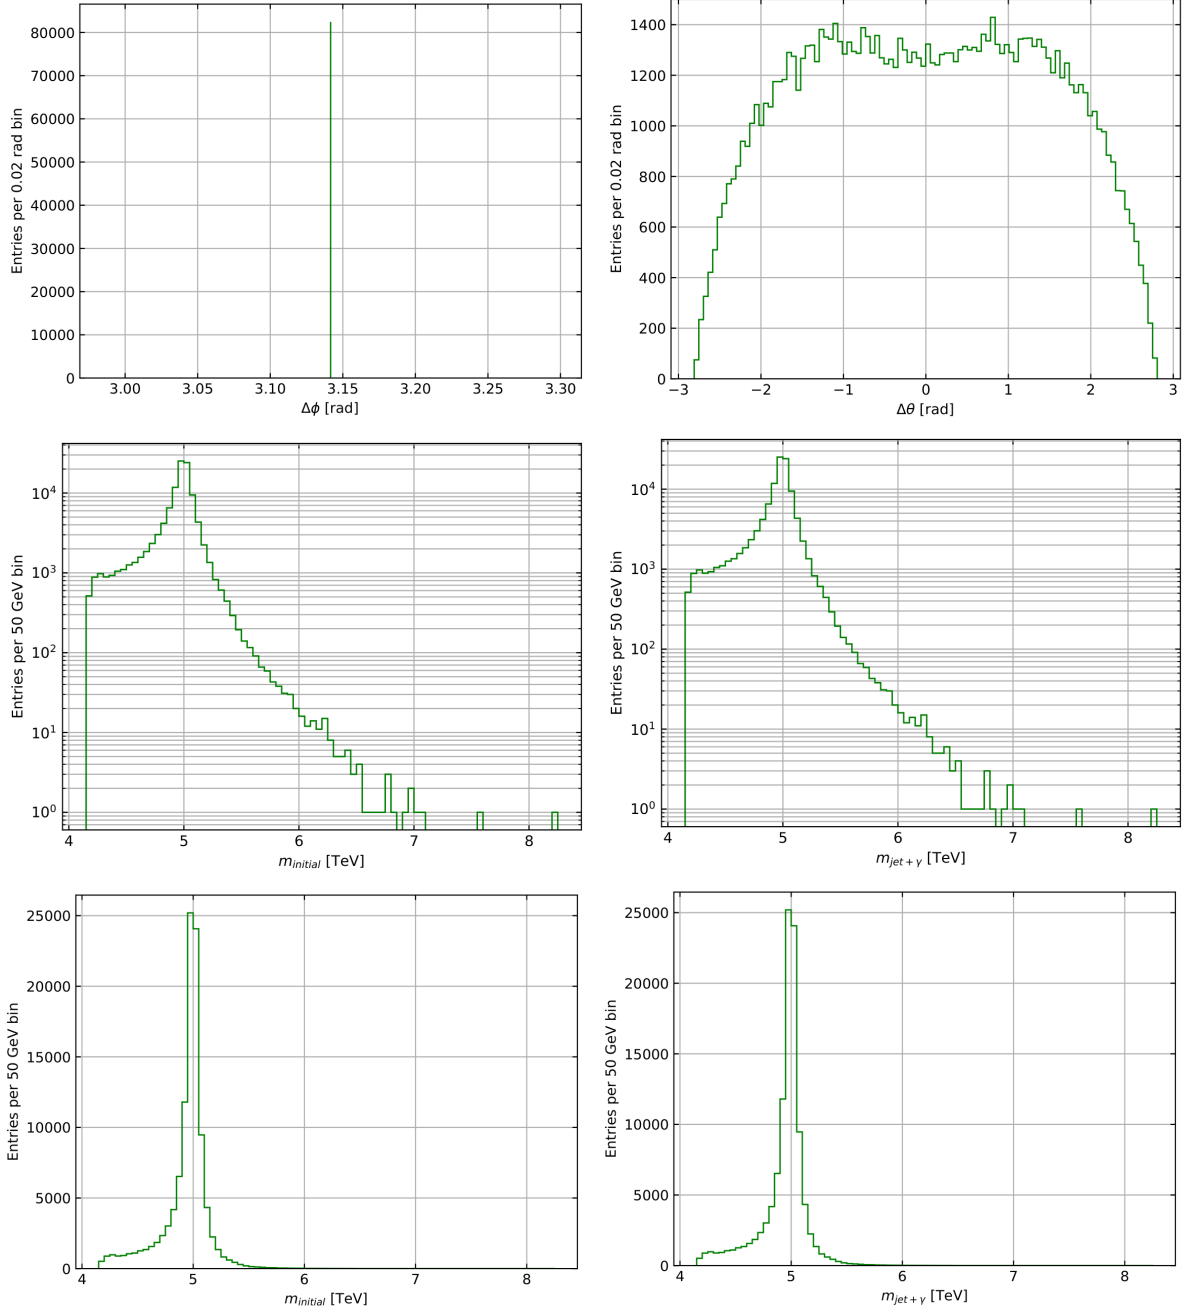 80000
70000
60000
50000
40000
30000
20000
10000
0
Entries per 0.02 rad bin
3.00 3.05 3.10 3.15 3.20 3.25 3.30
Δϕ [rad]
1400
1200
1000
800
600
400
200
0
Entries per 0.02 rad bin
−3 −2 −1 0 1 2 3
Δθ [rad]
10⁴
10³
10²
10¹
10⁰
Entries per 50 GeV bin
4 5 6 7 8
m_initial [TeV]
10⁴
10³
10²
10¹
10⁰
Entries per 50 GeV bin
4 5 6 7 8
m_jet+γ [TeV]
25000
20000
15000
10000
5000
0
Entries per 50 GeV bin
4 5 6 7 8
m_initial [TeV]
25000
20000
15000
10000
5000
0
Entries per 50 GeV bin
4 5 6 7 8
m_jet+γ [TeV]